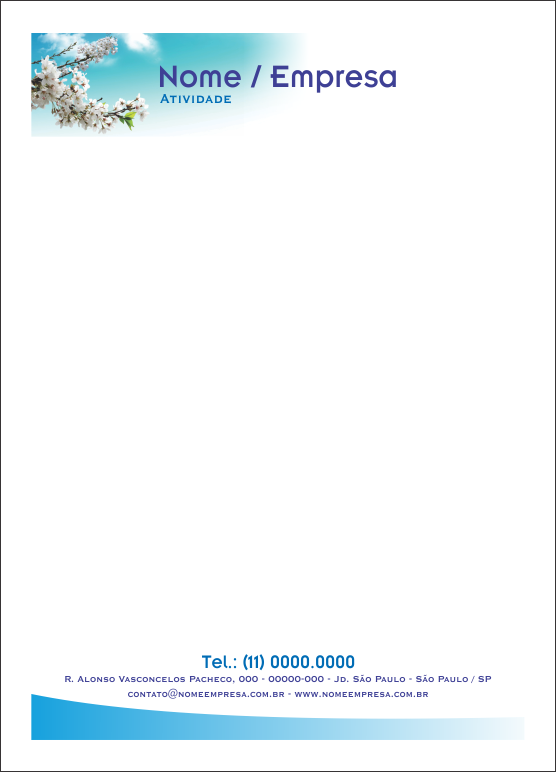 Nome / Empresa
Atividade
Tel.: (11) 0000.0000
R. Alonso Vasconcelos Pacheco, 000 - 00000-000 - Jd. São Paulo - São Paulo / SP
contato@nomeempresa.com.br - www.nomeempresa.com.br